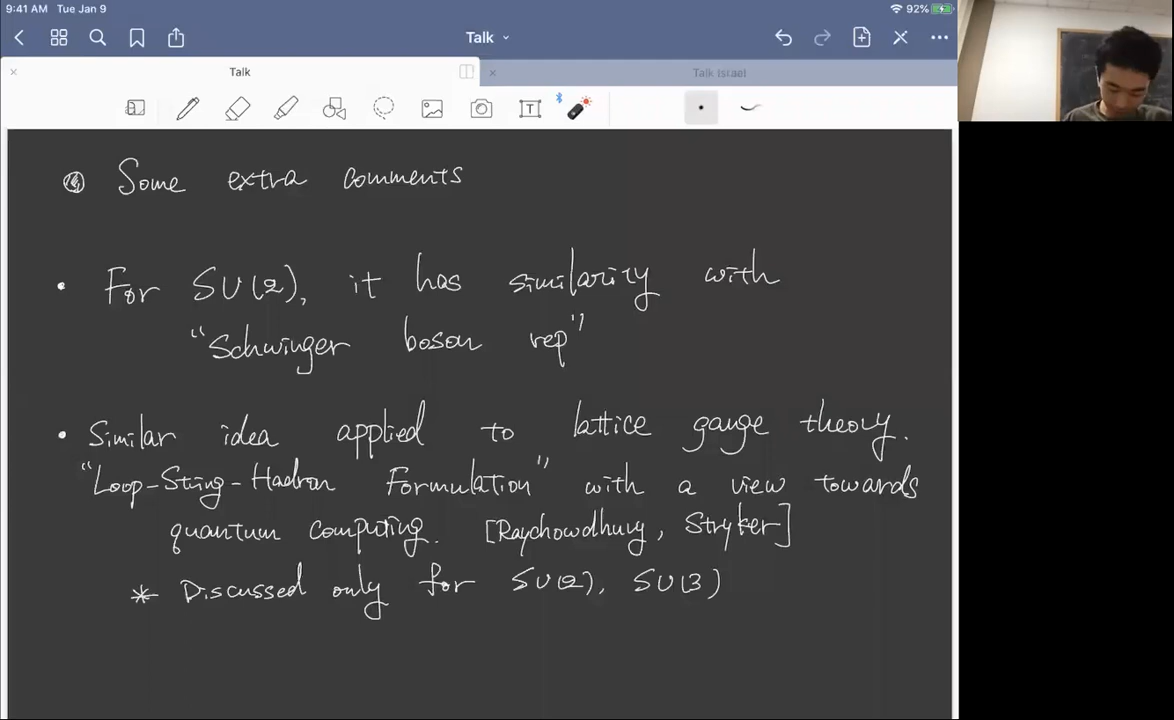 9:41 AM Tue Jan 9
92%
Talk
Talk
Talk Israel
T
Some extra comments
• For SU(2), it has similarity with
"Schwinger boson rep"
• Similar idea applied to lattice gauge theory.
"Loop-String-Hadron Formulation" with a view towards
quantum computing. [Raychowdhury, Stryker]
* Discussed only for SU(2), SU(3)